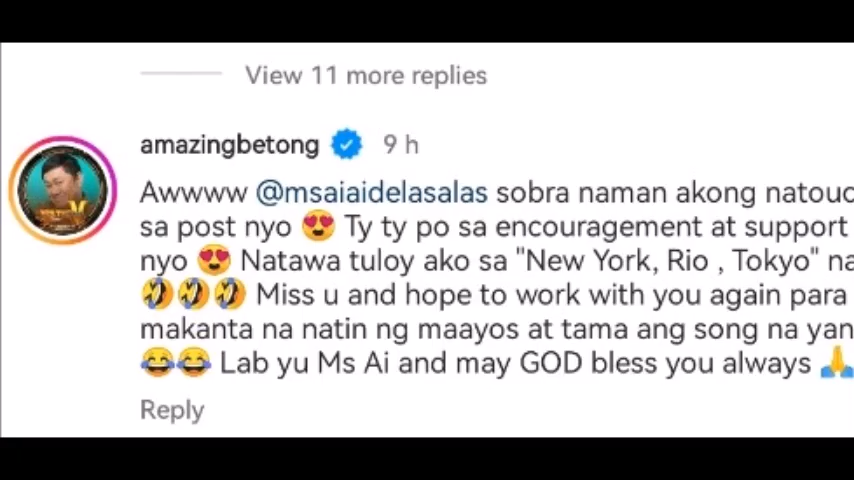 View 11 more replies
amazingbetong 9 h
Awwww @msaiaidelasalas sobra naman akong
sa post nyo 😍 Ty ty po sa encouragement at support
nyo 😍 Natawa tuloy ako sa "New York, Rio , Tokyo" na
🤣🤣🤣 Miss u and hope to work with you again para
makanta na natin ng maayos at tama ang song na yan
😂😂 Lab yu Ms Ai and may GOD bless you always 🙏
Reply